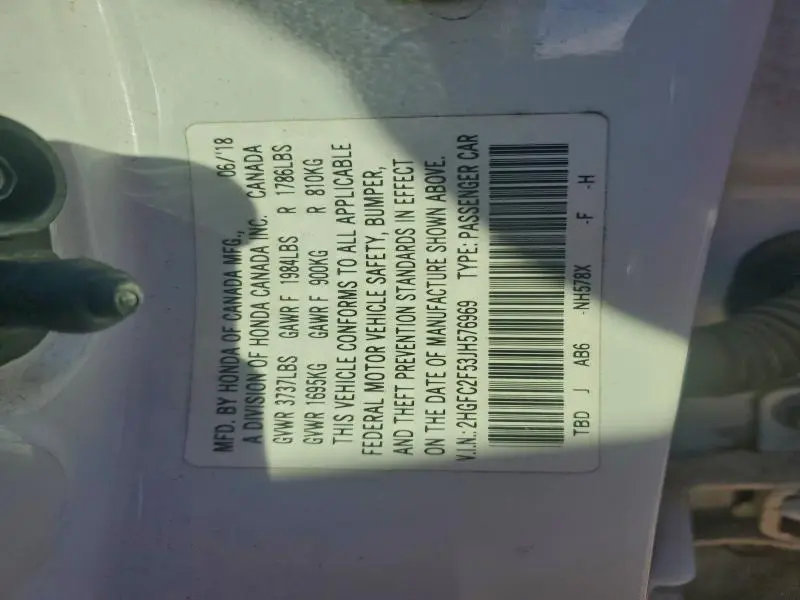 MFD. BY HONDA OF CANADA MFG., 06/'18
A DIVISION OF HONDA CANADA INC. CANADA
GVWR 3737LBS GAWR F 1984LBS R 1786LBS
GVWR 1695KG GAWR F 900KG R 810KG
THIS VEHICLE CONFORMS TO ALL APPLICABLE
FEDERAL MOTOR VEHICLE SAFETY, BUMPER,
AND THEFT PREVENTION STANDARDS IN EFFECT
ON THE DATE OF MANUFACTURE SHOWN ABOVE.
V.I.N.: 2HGFC2F53JH576969 TYPE: PASSENGER CAR
TBD J AB6 -NH578X -F -H